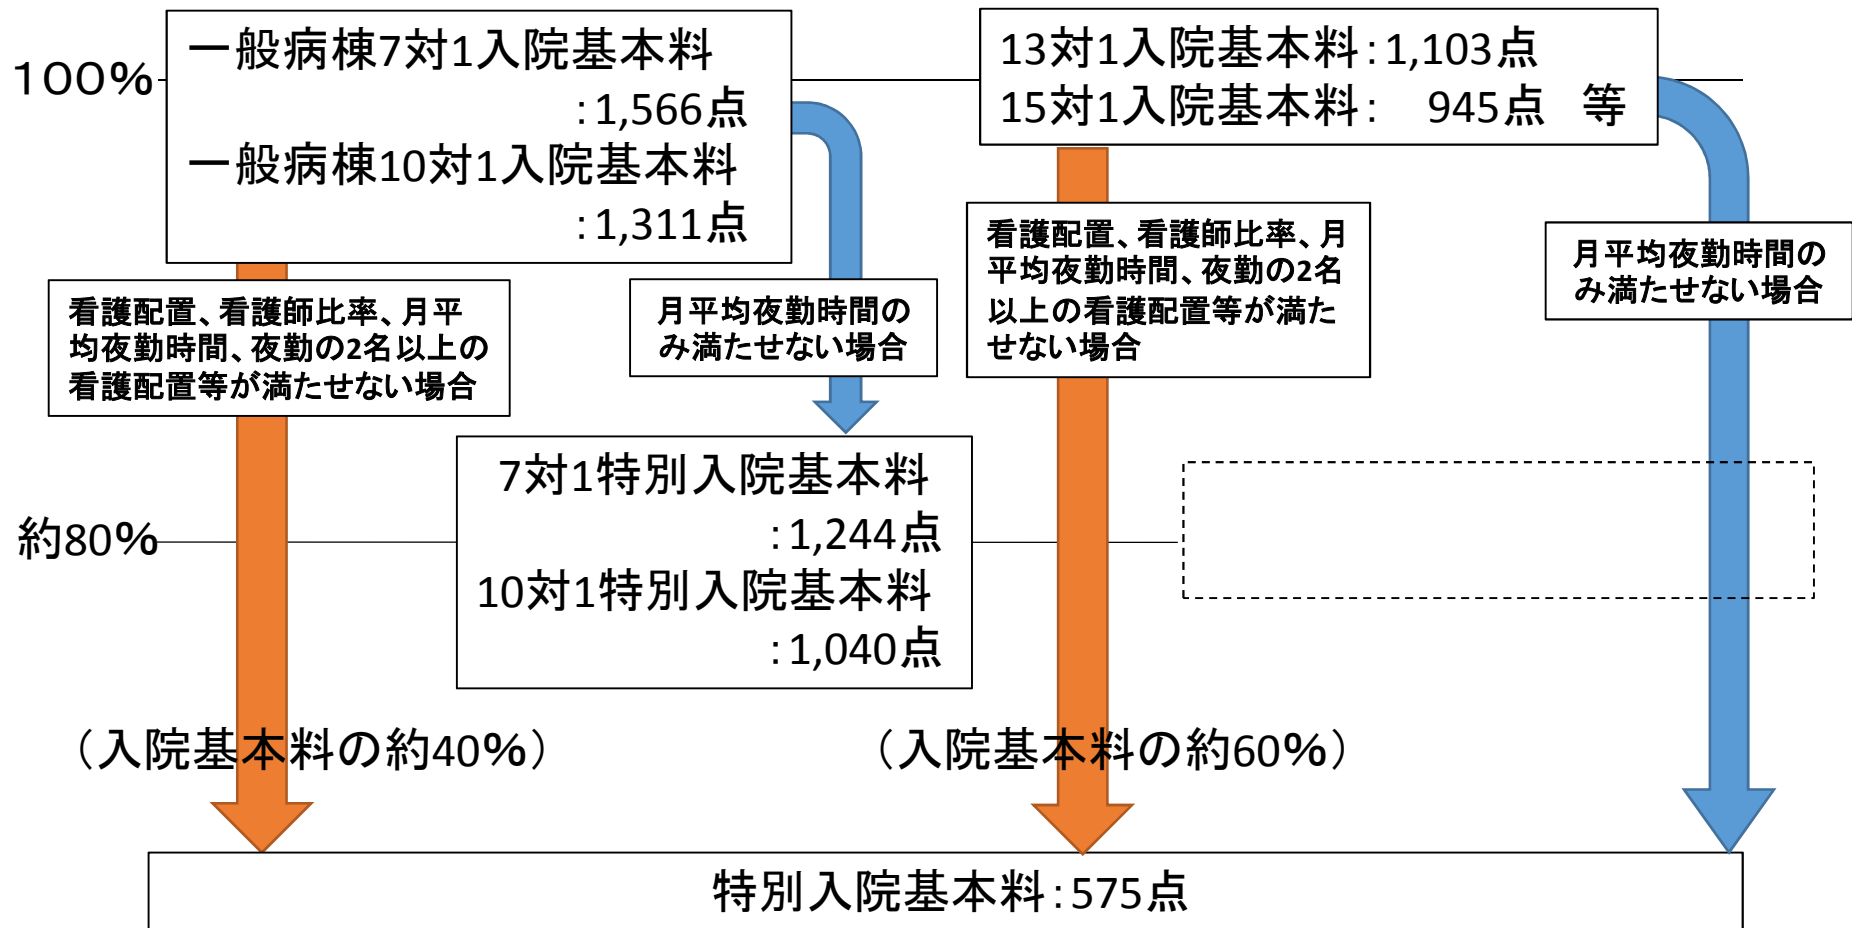 100%
一般病棟7対1入院基本料
:1,566点
一般病棟10対1入院基本料
:1,311点
13対1入院基本料:1,103点
15対1入院基本料: 945点 等
看護配置、看護師比率、月平
均夜勤時間、夜勤の2名以上の
看護配置等が満たせない場合
月平均夜勤時間の
み満たせない場合
看護配置、看護師比率、月
平均夜勤時間、夜勤の2名
以上の看護配置等が満た
せない場合
月平均夜勤時間の
み満たせない場合
約80%
7対1特別入院基本料
:1,244点
10対1特別入院基本料
:1,040点
(入院基本料の約40%)
(入院基本料の約60%)
特別入院基本料:575点